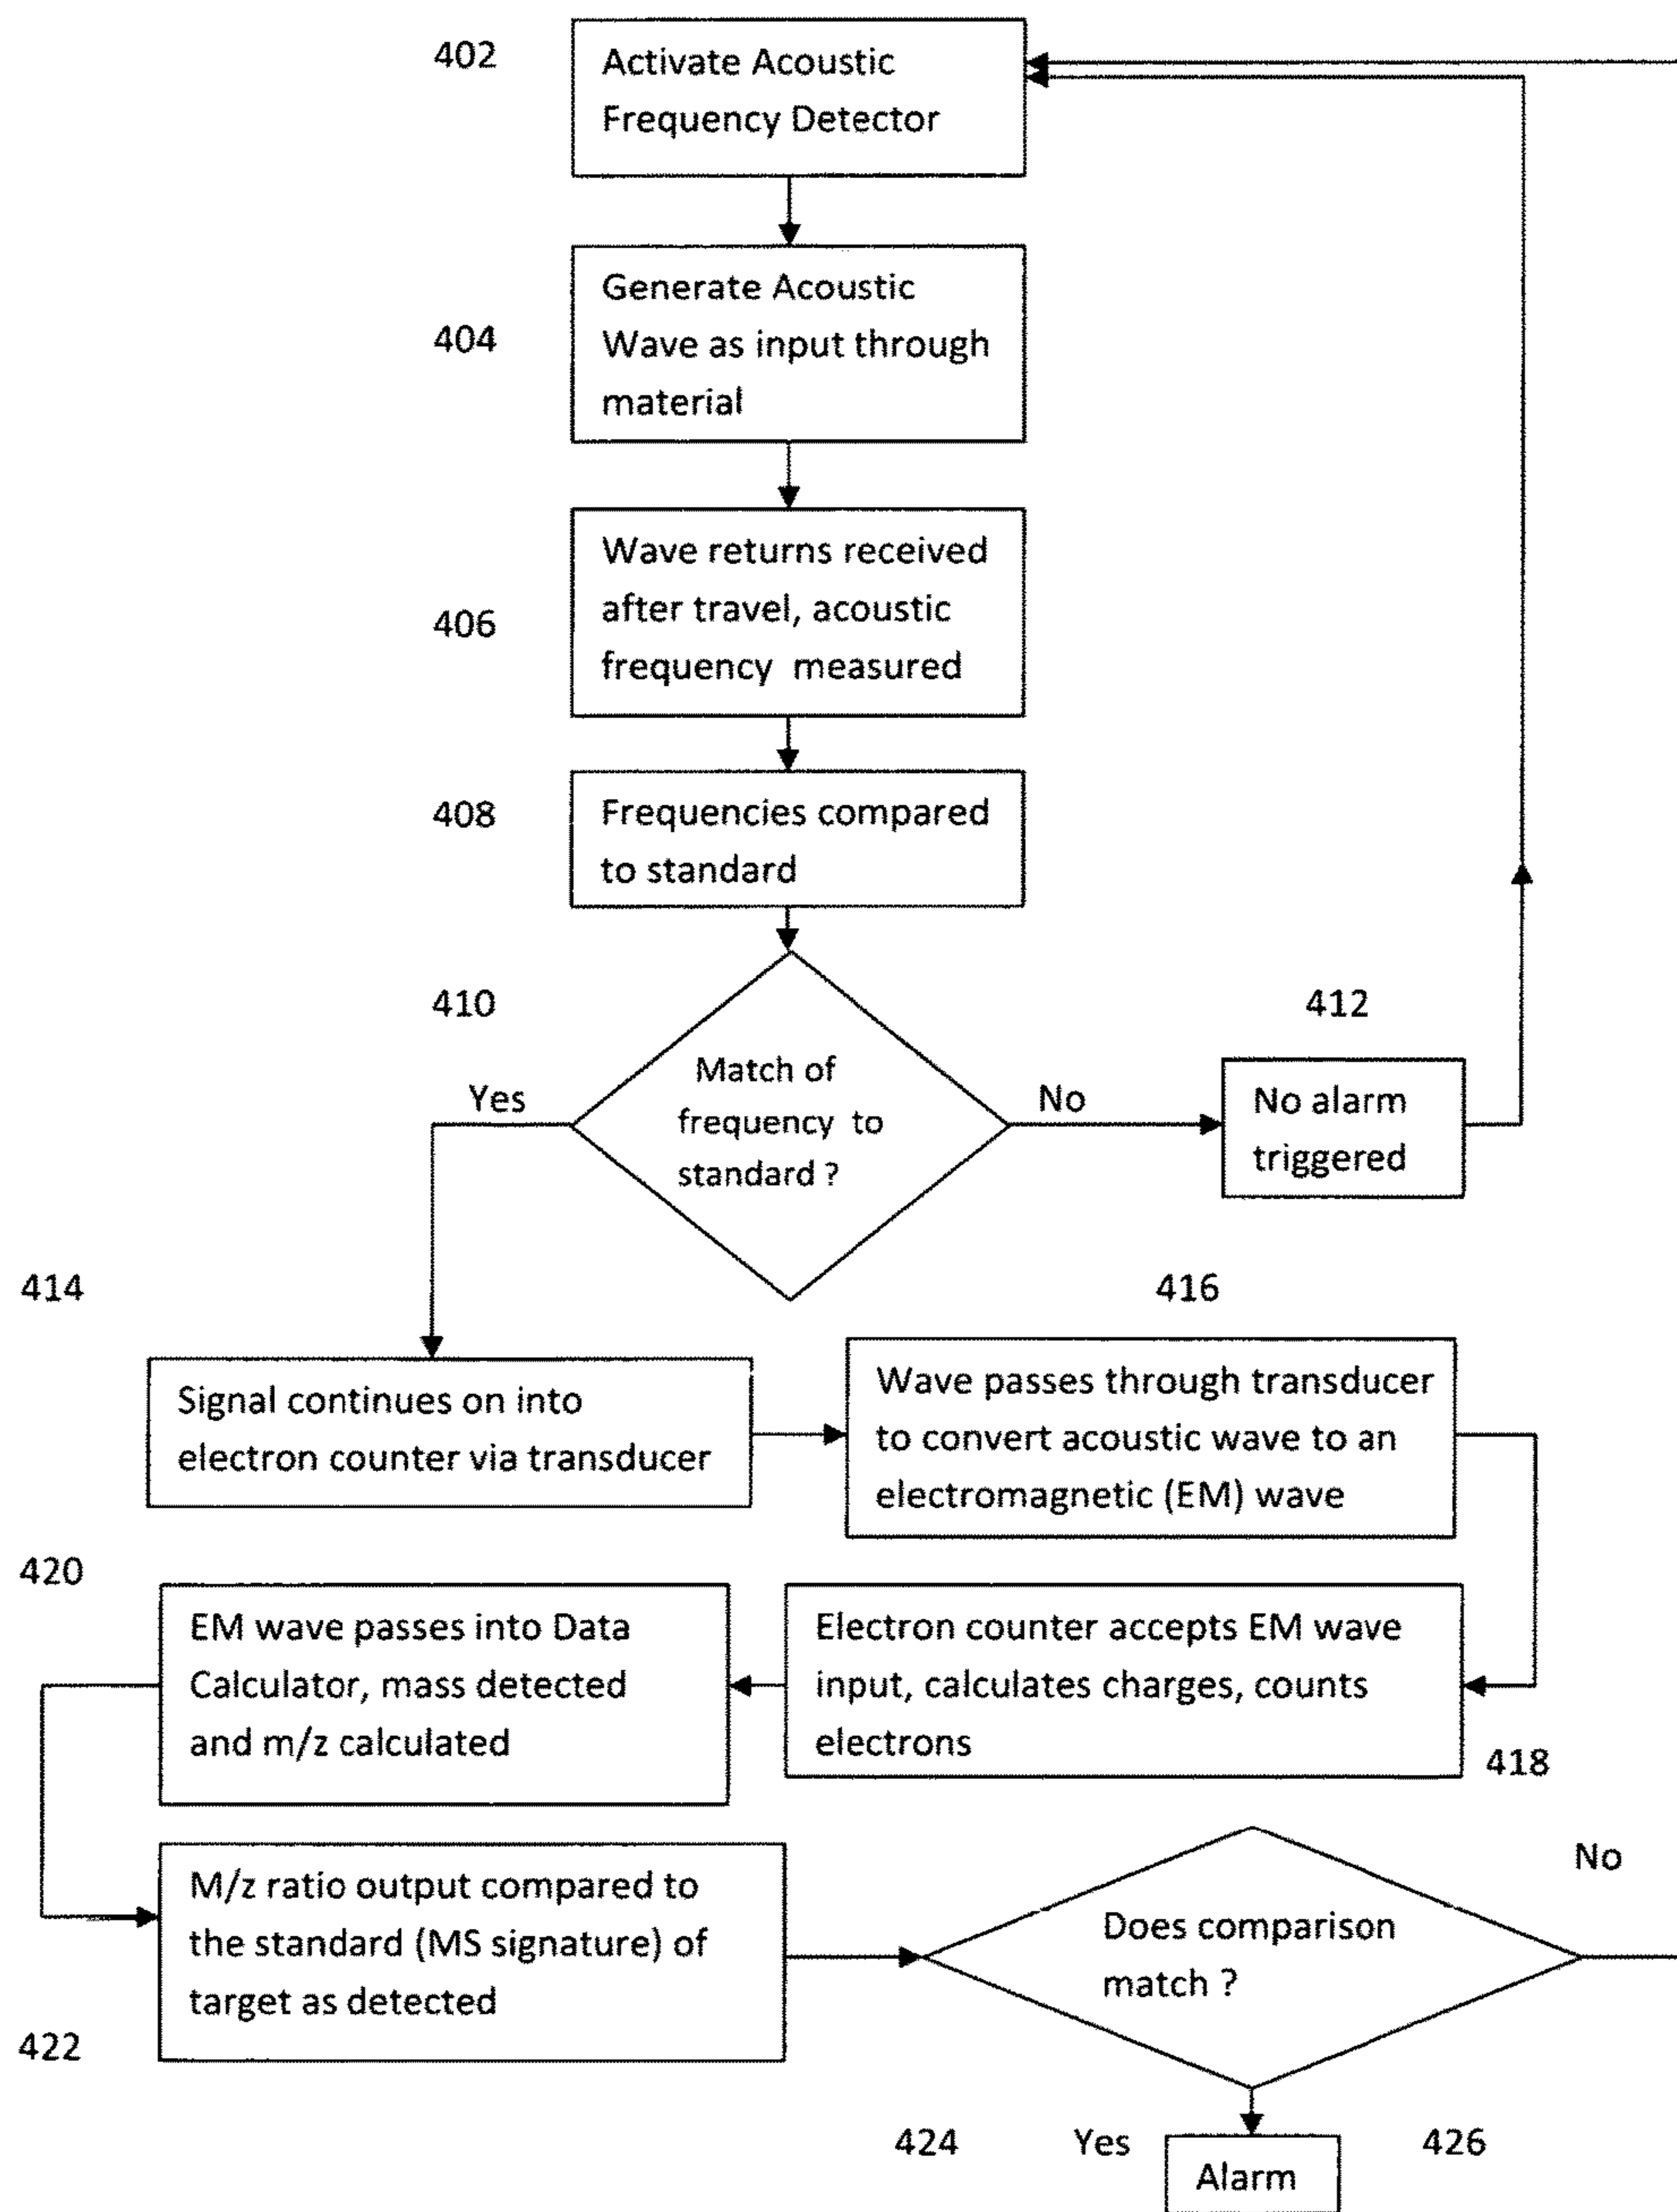 402
Activate Acoustic
Frequency Detector
404
Generate Acoustic
Wave as input through
material
406
Wave returns received
after travel, acoustic
frequency measured
408
Frequencies compared
to standard
410
Match of
frequency to
standard ?
Yes
No
412
No alarm
triggered
414
Signal continues on into
electron counter via transducer
416
Wave passes through transducer
to convert acoustic wave to an
electromagnetic (EM) wave
418
Electron counter accepts EM wave
input, calculates charges, counts
electrons
420
EM wave passes into Data
Calculator, mass detected
and m/z calculated
422
M/z ratio output compared to
the standard (MS signature) of
target as detected
Does comparison
match ?
No
424
Yes
426
Alarm